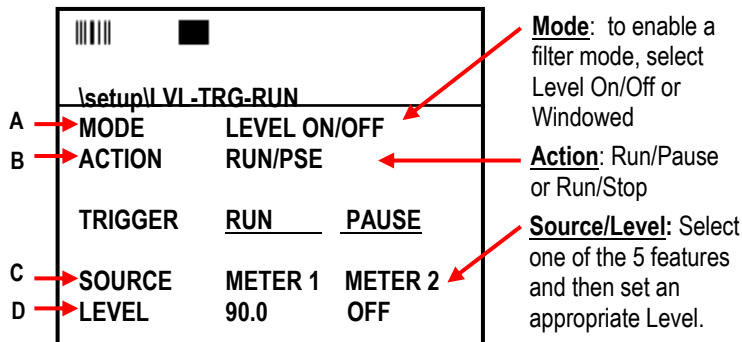 \setup\LVL-TRG-RUN
A MODE LEVEL ON/OFF
B ACTION RUN/PSE
TRIGGER RUN PAUSE
C SOURCE METER 1 METER 2
D LEVEL 90.0 OFF
Mode: to enable a
filter mode, select
Level On/Off or
Windowed
Action: Run/Pause
or Run/Stop
Source/Level: Select
one of the 5 features
and then set an
appropriate Level.